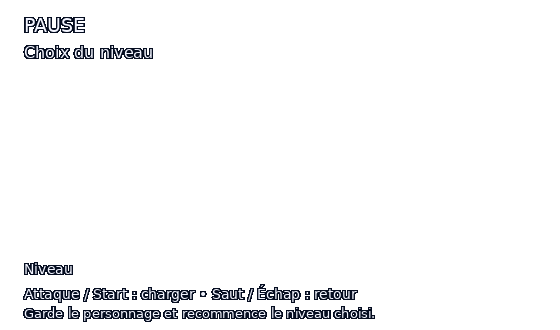 PAUSE
Choix du niveau
Niveau
Attaque / Start : charger • Saut / Échap : retour
Garde le personnage et recommence le niveau choisi.